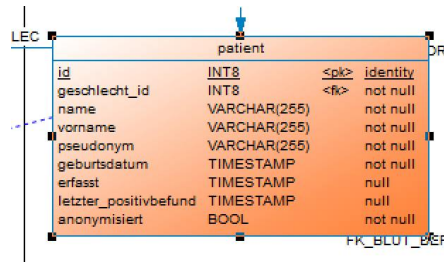 LEC
patient
id INT8 <pk> identity
geschlecht_id INT8 <fk> not null
name VARCHAR(255) not null
vorname VARCHAR(255) not null
pseudonym VARCHAR(255) not null
geburtsdatum TIMESTAMP not null
erfasst TIMESTAMP null
letzter_positivbefund TIMESTAMP null
anonymisiert BOOL not null